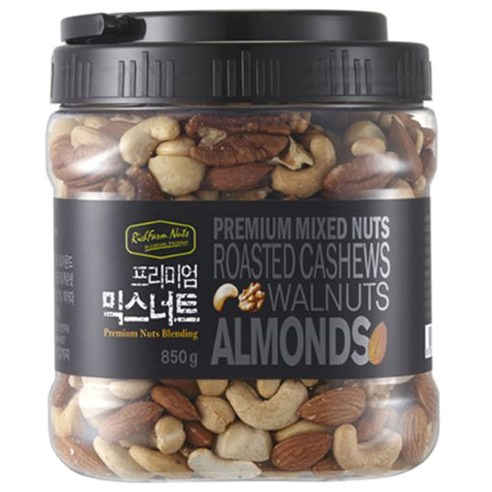 RichFarm Nuts
프리미엄
믹스너트
Premium Nuts Blending
850g
PREMIUM MIXED NUTS
ROASTED CASHEWS
WALNUTS
ALMONDS